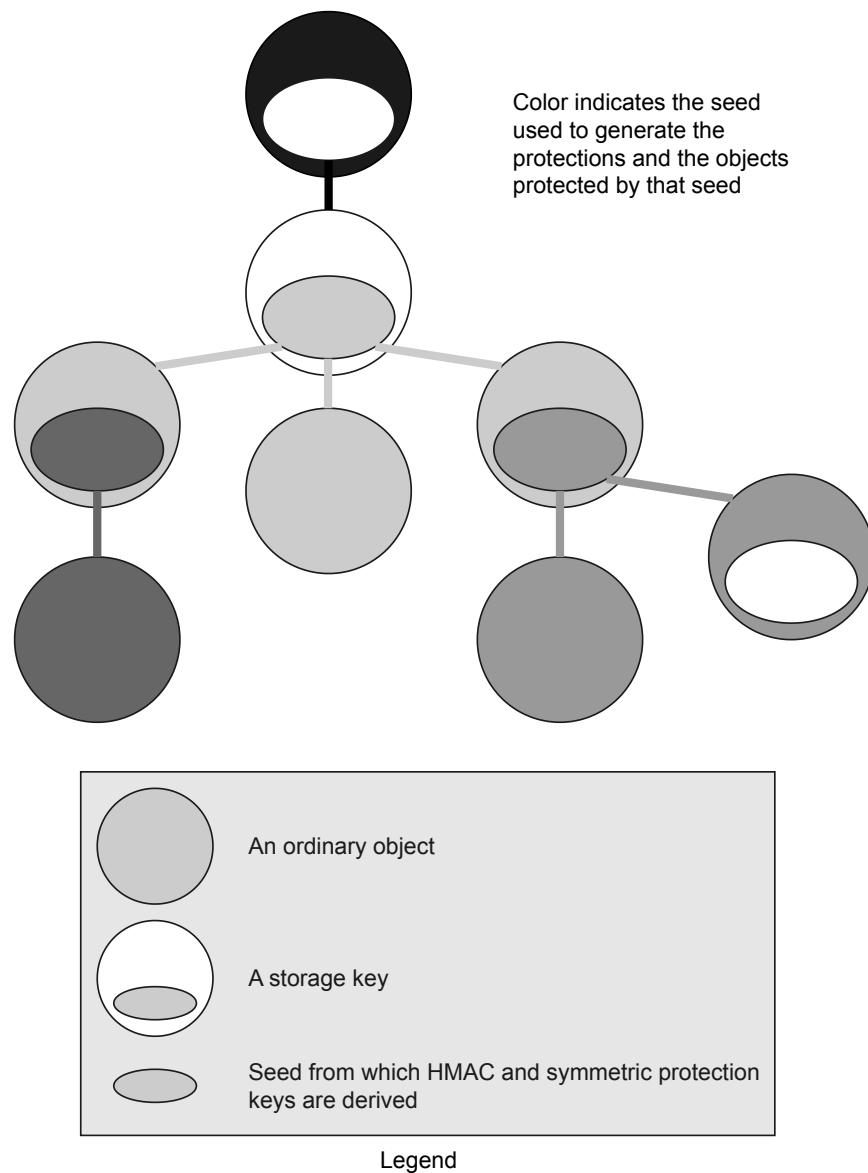 Color indicates the seed
used to generate the
protections and the objects
protected by that seed
An ordinary object
A storage key
Seed from which HMAC and symmetric protection
keys are derived
Legend